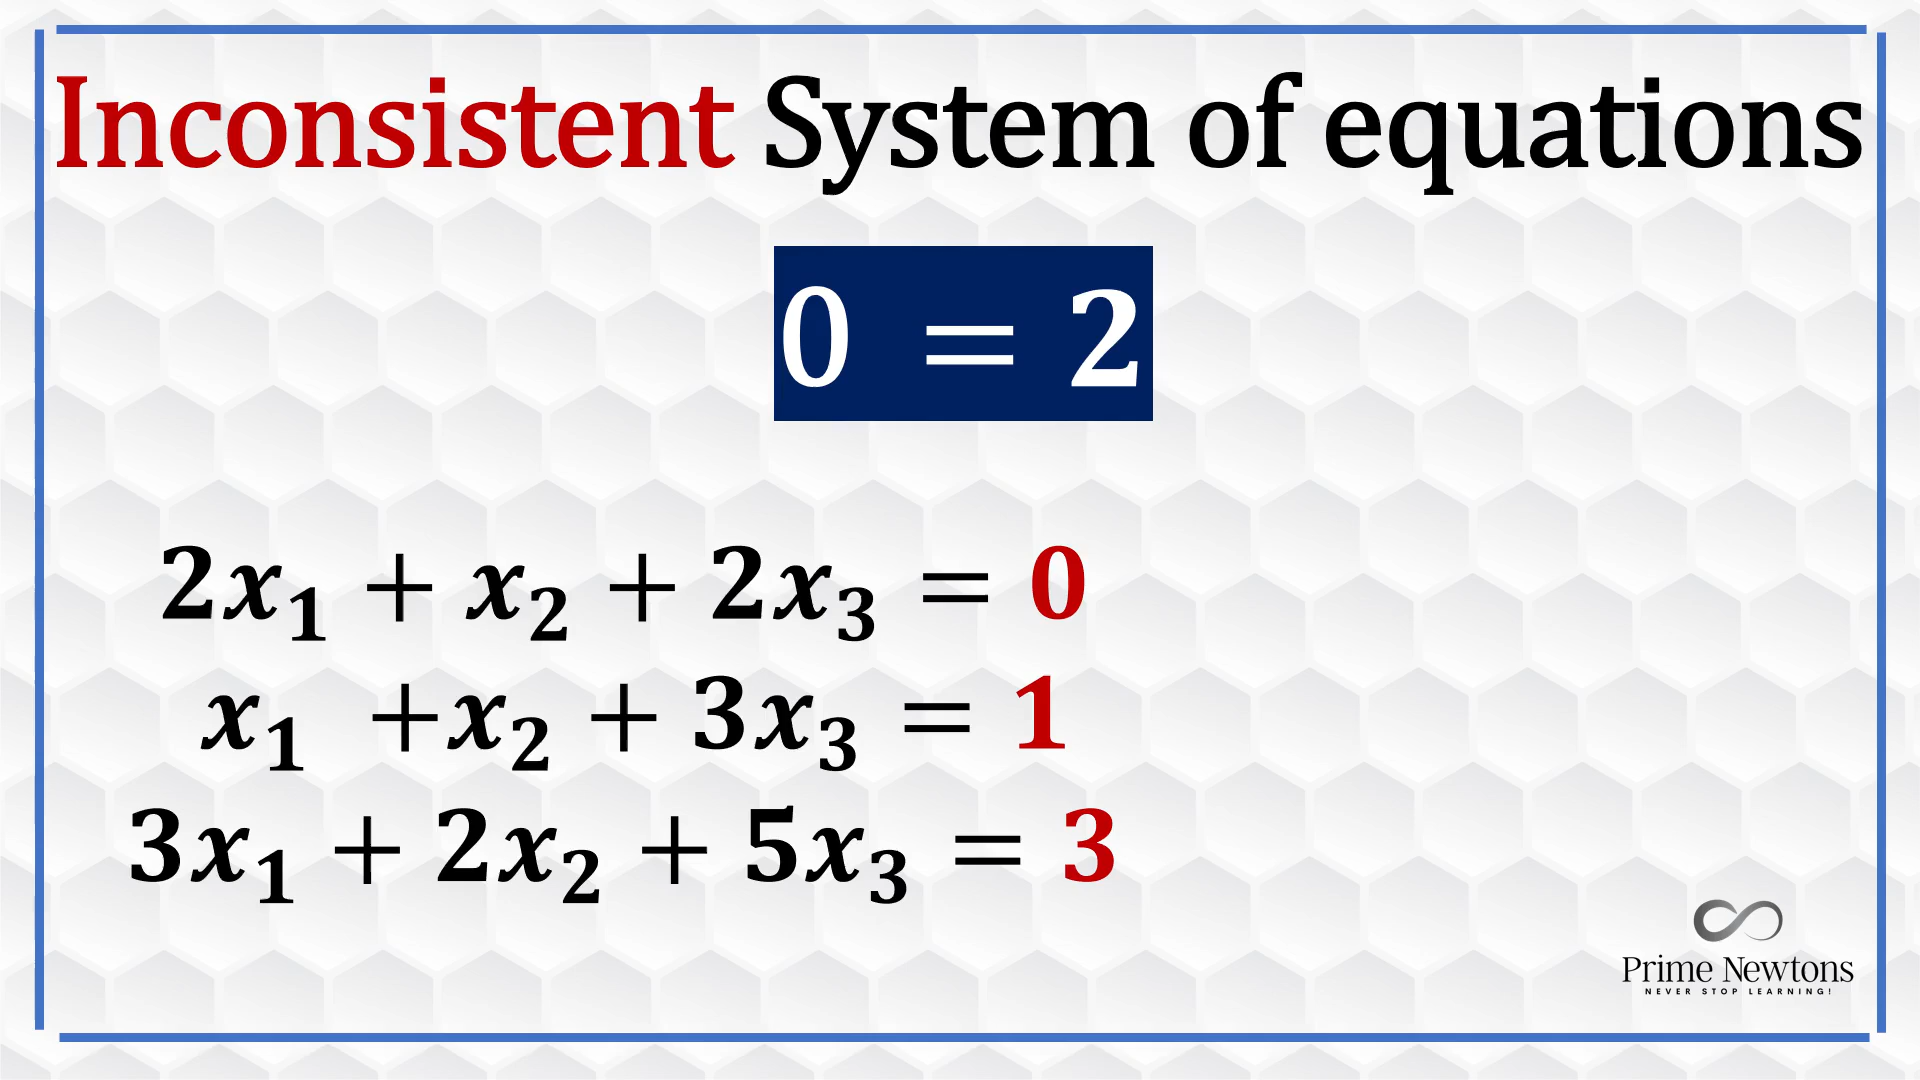 Inconsistent System of equations
0 = 2
2x₁ + x₂ + 2x₃ = 0
x₁ +x₂ + 3x₃ = 1
3x₁ + 2x₂ + 5x₃ = 3
Prime Newtons
NEVER STOP LEARNING!